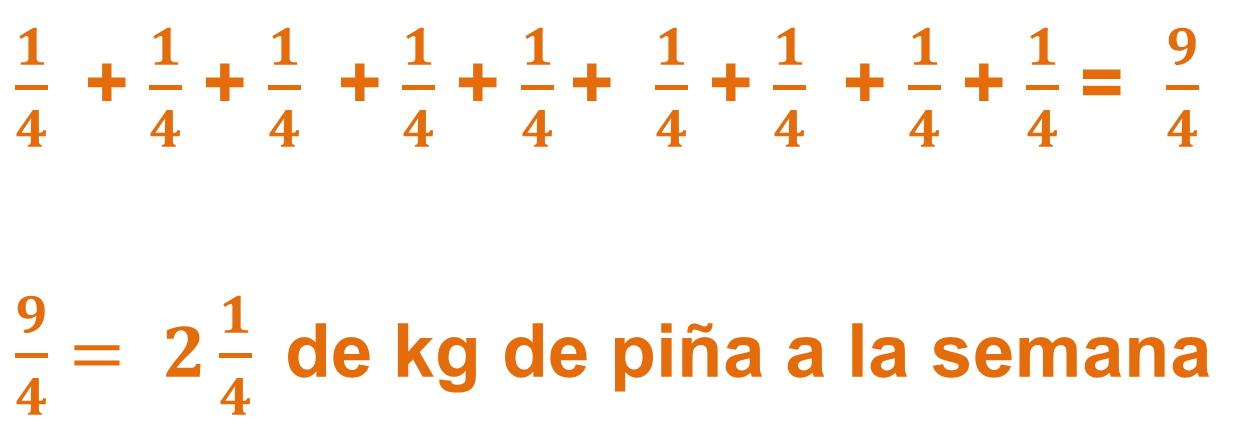 1/4 + 1/4 + 1/4 + 1/4 + 1/4 + 1/4 + 1/4 + 1/4 + 1/4 = 9/4
9/4 = 2 1/4 de kg de piña a la semana